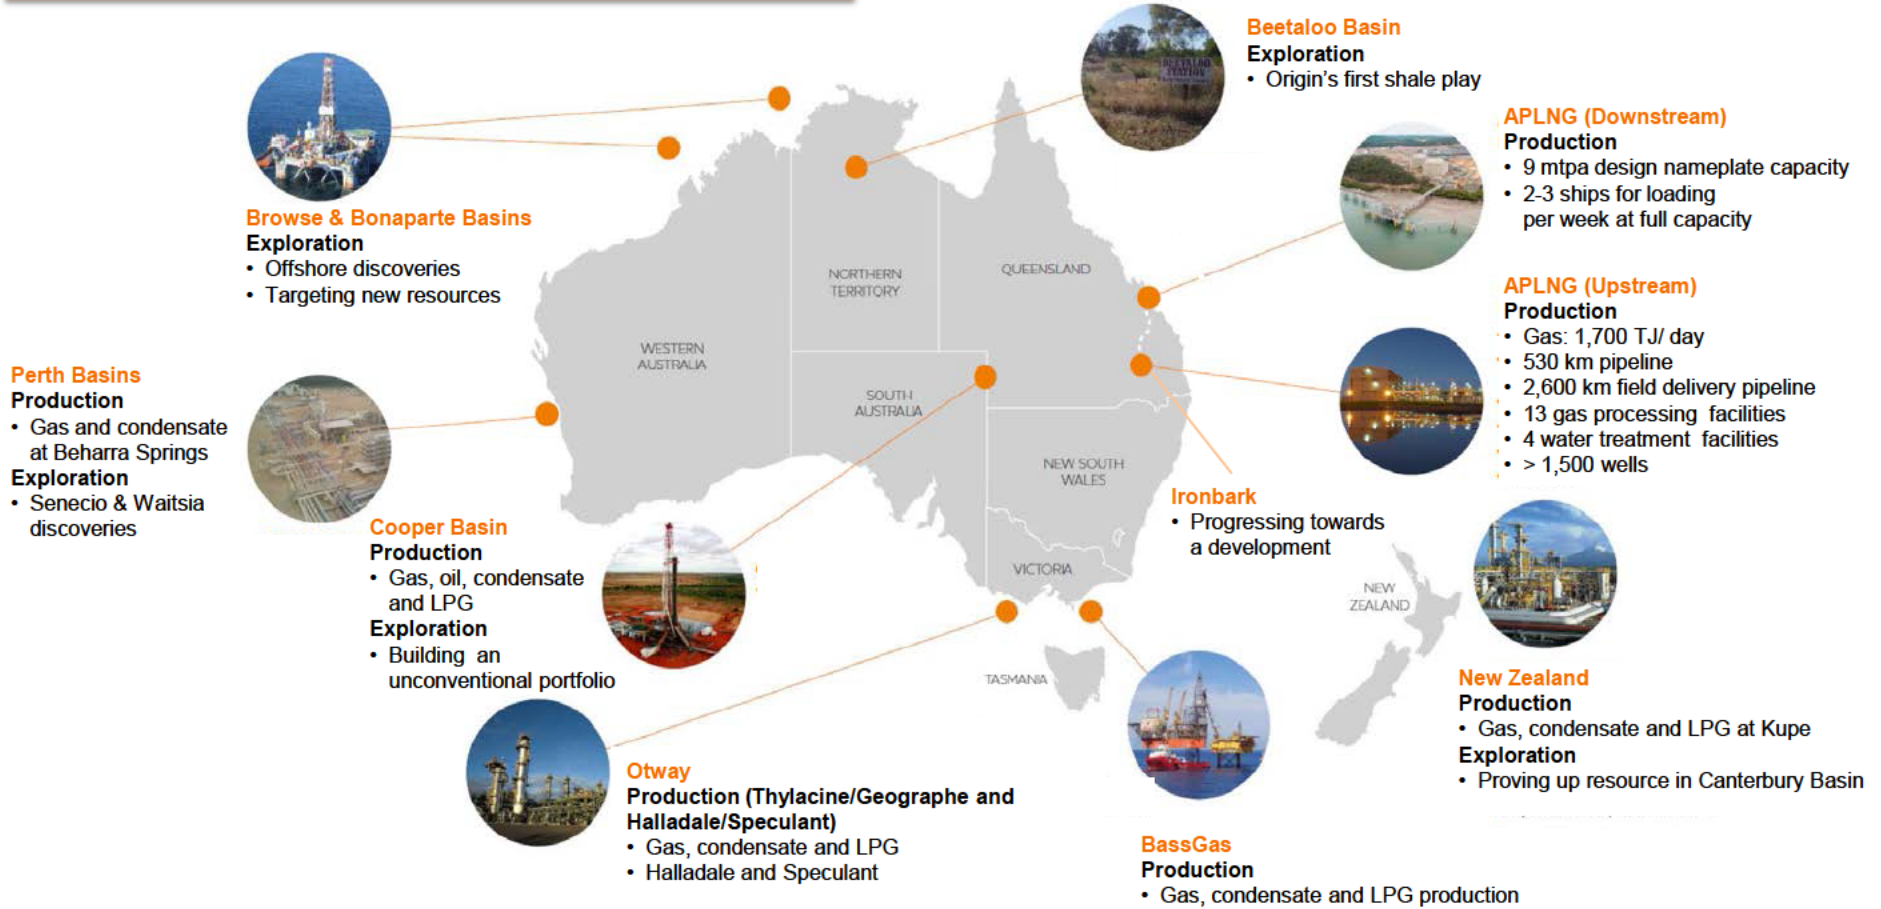 Beetaloo Basin
Exploration
• Origin's first shale play
BEETALOO
STATION
APLNG (Downstream)
Production
• 9 mtpa design nameplate capacity
• 2-3 ships for loading
per week at full capacity
Browse & Bonaparte Basins
Exploration
• Offshore discoveries
• Targeting new resources
NORTHERN
TERRITORY
QUEENSLAND
APLNG (Upstream)
Production
• Gas: 1,700 TJ/ day
• 530 km pipeline
• 2,600 km field delivery pipeline
• 13 gas processing facilities
• 4 water treatment facilities
• > 1,500 wells
WESTERN
AUSTRALIA
SOUTH
AUSTRALIA
Perth Basins
Production
• Gas and condensate
at Beharra Springs
Exploration
• Senecio & Waitsia
discoveries
NEW SOUTH
WALES
Ironbark
• Progressing towards
a development
Cooper Basin
Production
• Gas, oil, condensate
and LPG
Exploration
• Building an
unconventional portfolio
VICTORIA
NEW
ZEALAND
TASMANIA
New Zealand
Production
• Gas, condensate and LPG at Kupe
Exploration
• Proving up resource in Canterbury Basin
Otway
Production (Thylacine/Geographe and
Halladale/Speculant)
• Gas, condensate and LPG
• Halladale and Speculant
BassGas
Production
• Gas, condensate and LPG production